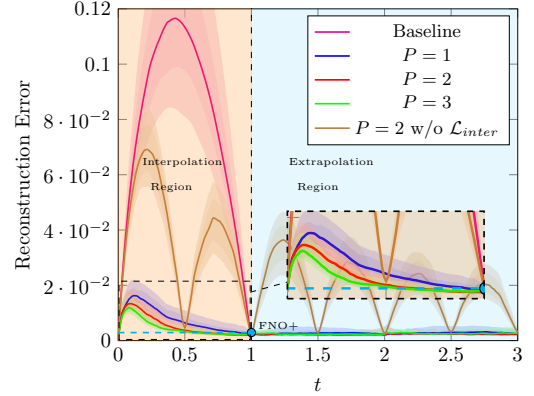 0.12
0.1
8 · 10⁻²
6 · 10⁻²
4 · 10⁻²
2 · 10⁻²
0
Reconstruction Error
Baseline
P = 1
P = 2
P = 3
P = 2 w/o ℒ_inter
Interpolation
Region
Extrapolation
Region
FNO+
0
0.5
1
1.5
2
2.5
3
t